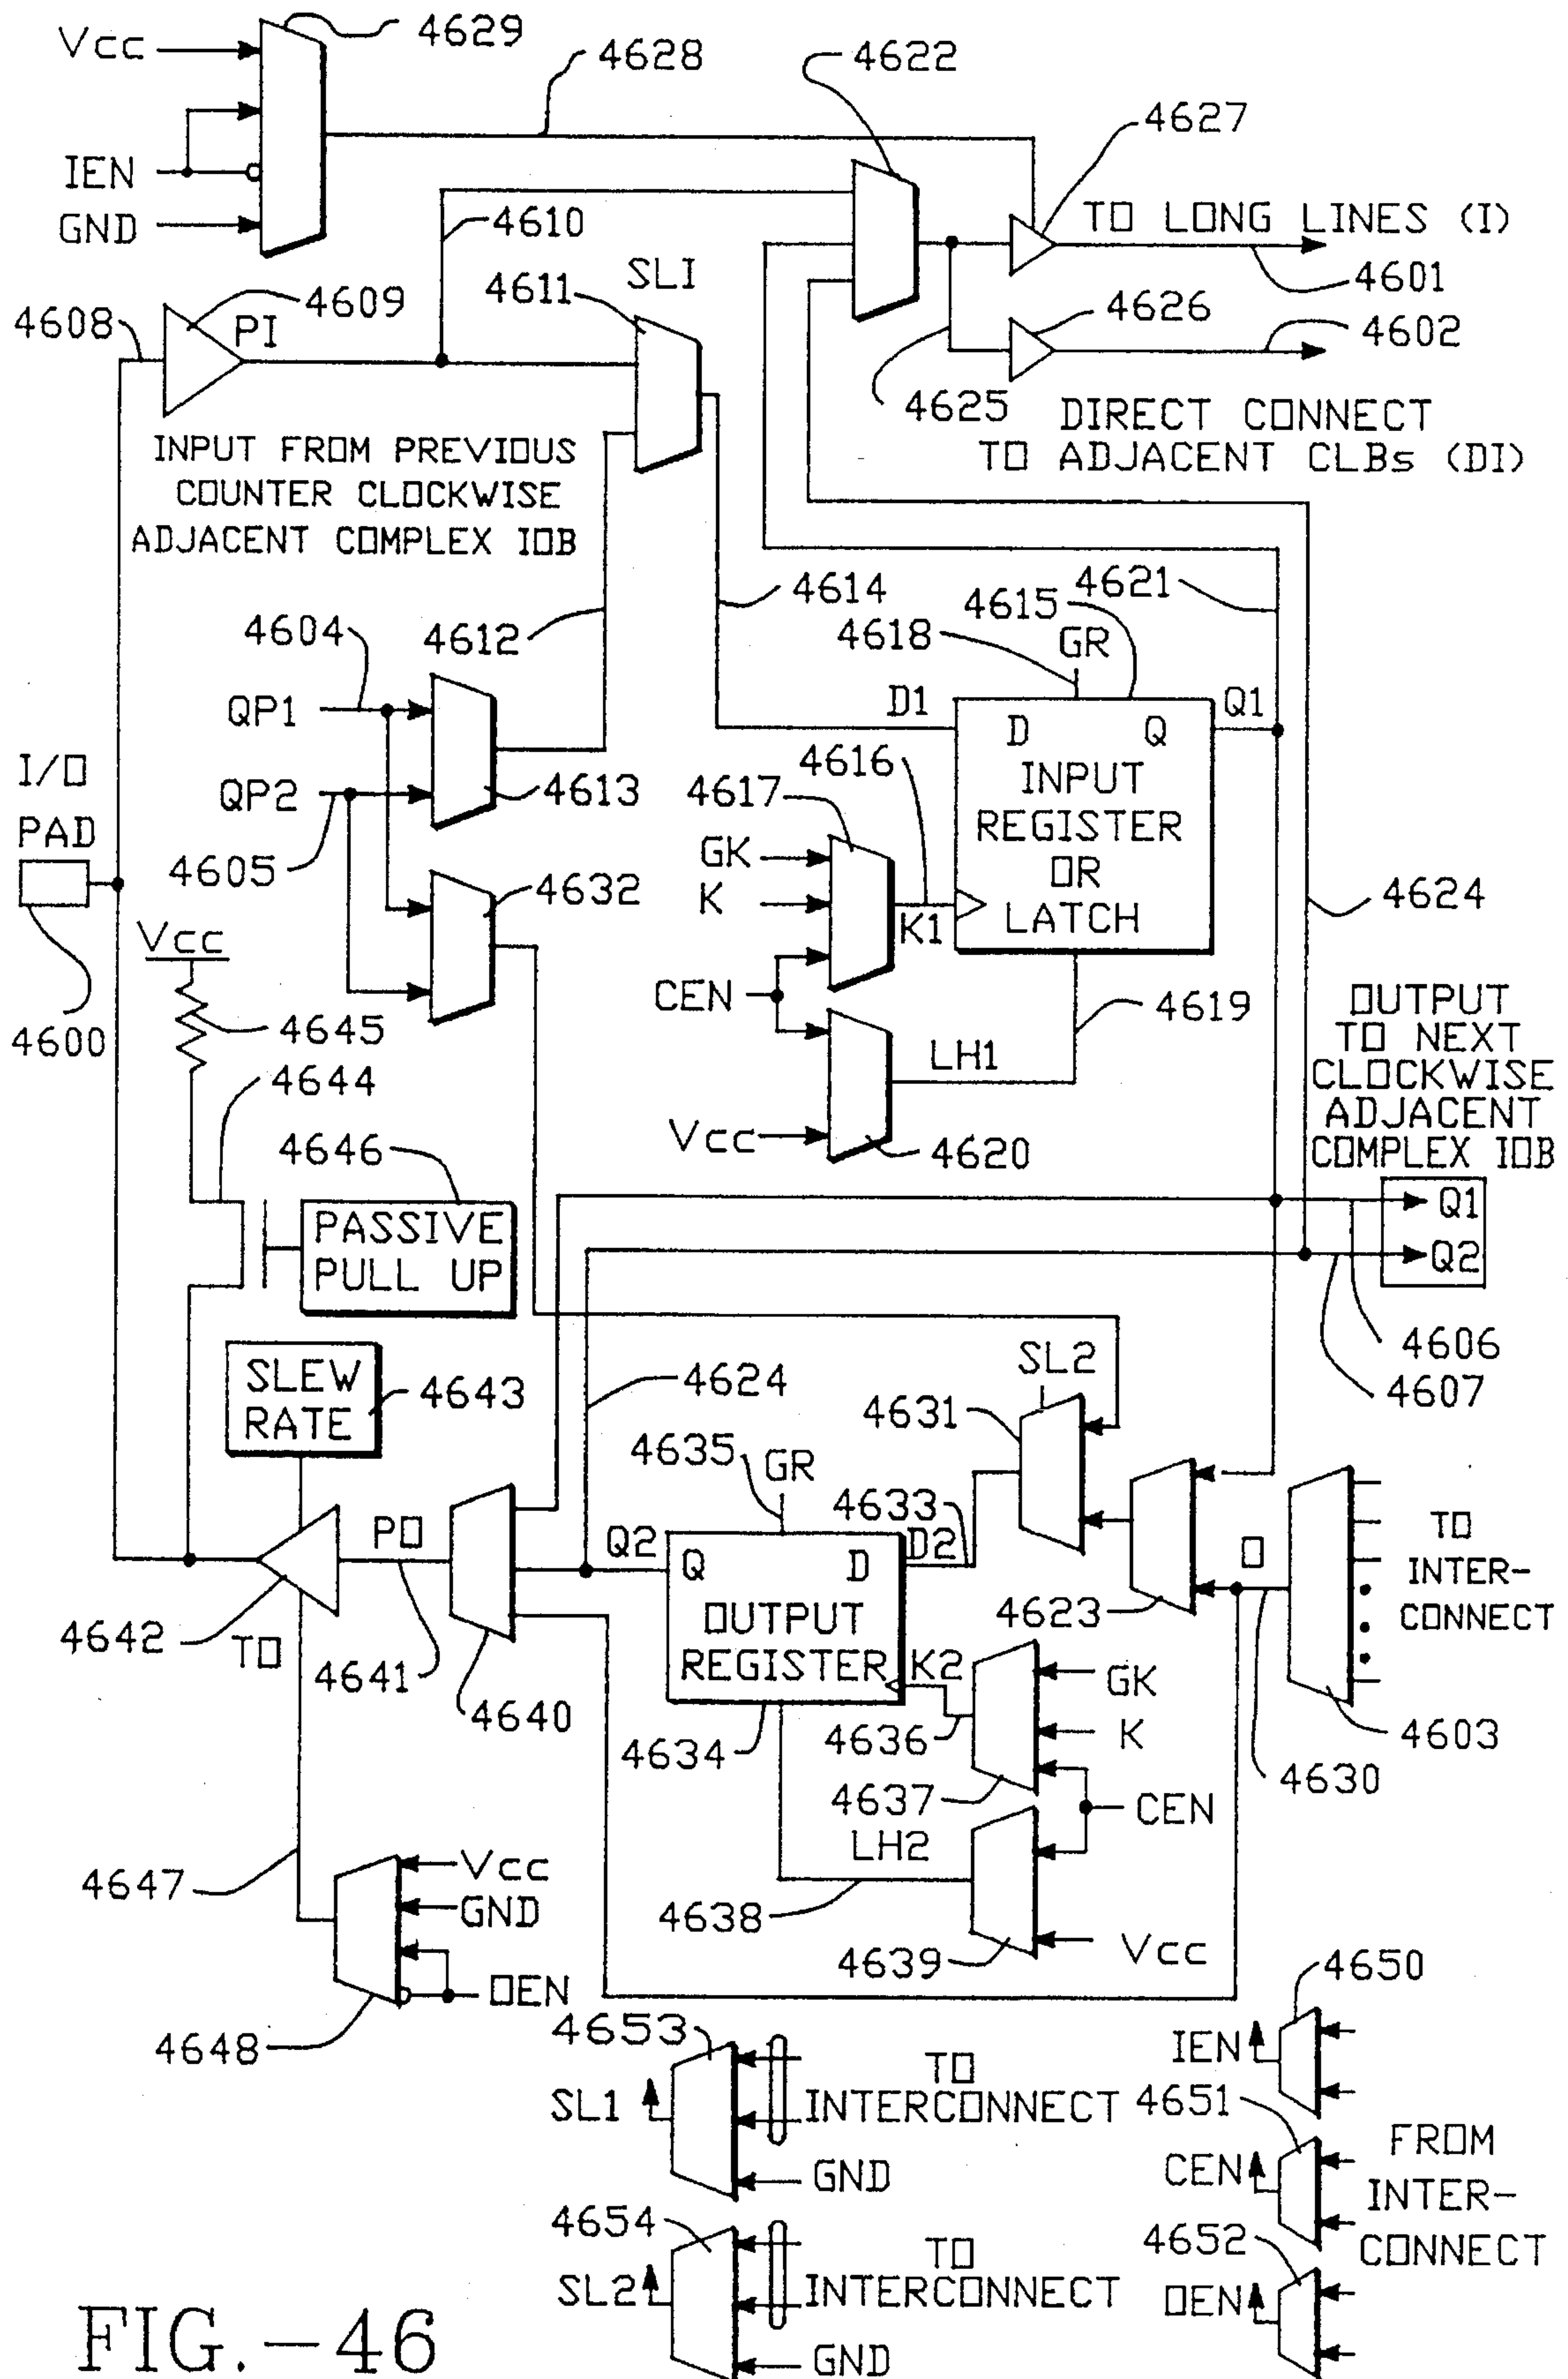 4629
Vcc
4628
4622
4627
IEN
GND
4610
TO LONG LINES (I)
4601
SLI
4611
4609
4608
PI
4626
4602
4625
DIRECT CONNECT
TO ADJACENT CLBs (DI)
INPUT FROM PREVIOUS
COUNTER CLOCKWISE
ADJACENT COMPLEX IOB
4614
4621
4615
4604
4612
4618
GR
QP1
D1
D
Q
Q1
4616
INPUT
REGISTER
OR
LATCH
I/O
PAD
QP2
4613
4617
4605
GK
K
K1
4632
4624
Vcc
CEN
4600
4645
4619
LH1
OUTPUT
TO NEXT
CLOCKWISE
ADJACENT
COMPLEX IOB
4644
Vcc
4620
4646
PASSIVE
PULL UP
Q1
Q2
4606
4607
SLEW
RATE
4643
4624
SL2
4631
4635
GR
4633
PO
Q2
Q
D
D2
O
TO
INTER-
CONNECT
OUTPUT
REGISTER
4623
4642
TO
4641
4640
K2
GK
K
4634
4636
4603
4630
4637
CEN
LH2
4647
Vcc
GND
4638
4639
Vcc
OEN
4648
4650
4653
IEN
SL1
TO
INTERCONNECT
GND
4651
CEN
FROM
INTER-
CONNECT
4654
SL2
TO
INTERCONNECT
GND
4652
OEN
FIG.-46